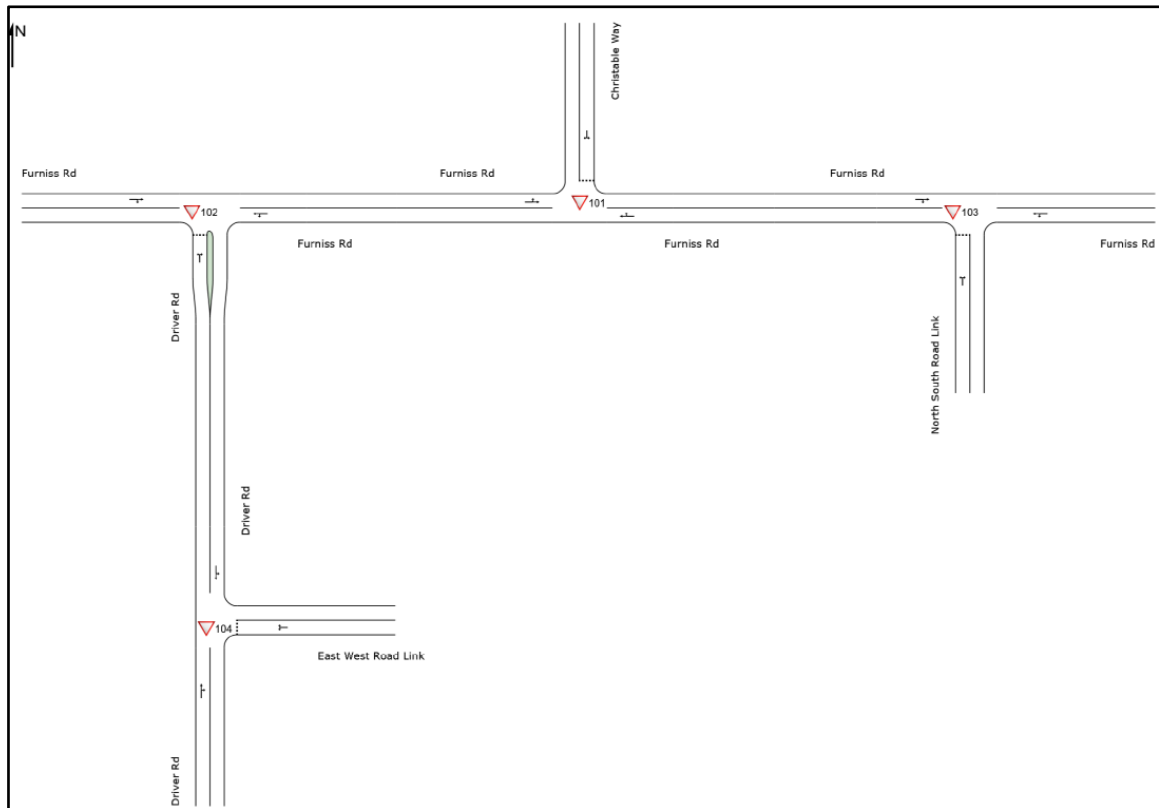 N
Christable Way
Furniss Rd
Furniss Rd
Furniss Rd
102
101
103
Furniss Rd
Furniss Rd
Furniss Rd
Driver Rd
North South Road Link
Driver Rd
104
East West Road Link
Driver Rd